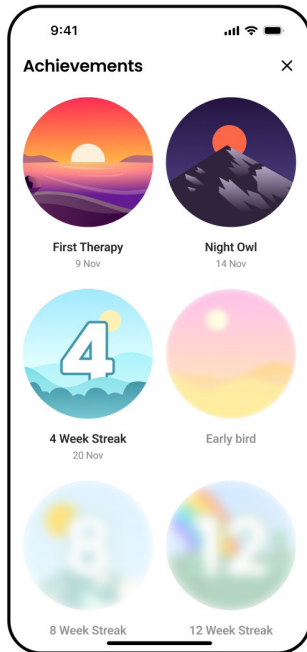 9:41
Achievements
First Therapy
9 Nov
Night Owl
14 Nov
4
4 Week Streak
20 Nov
Early bird
8
12
8 Week Streak
12 Week Streak